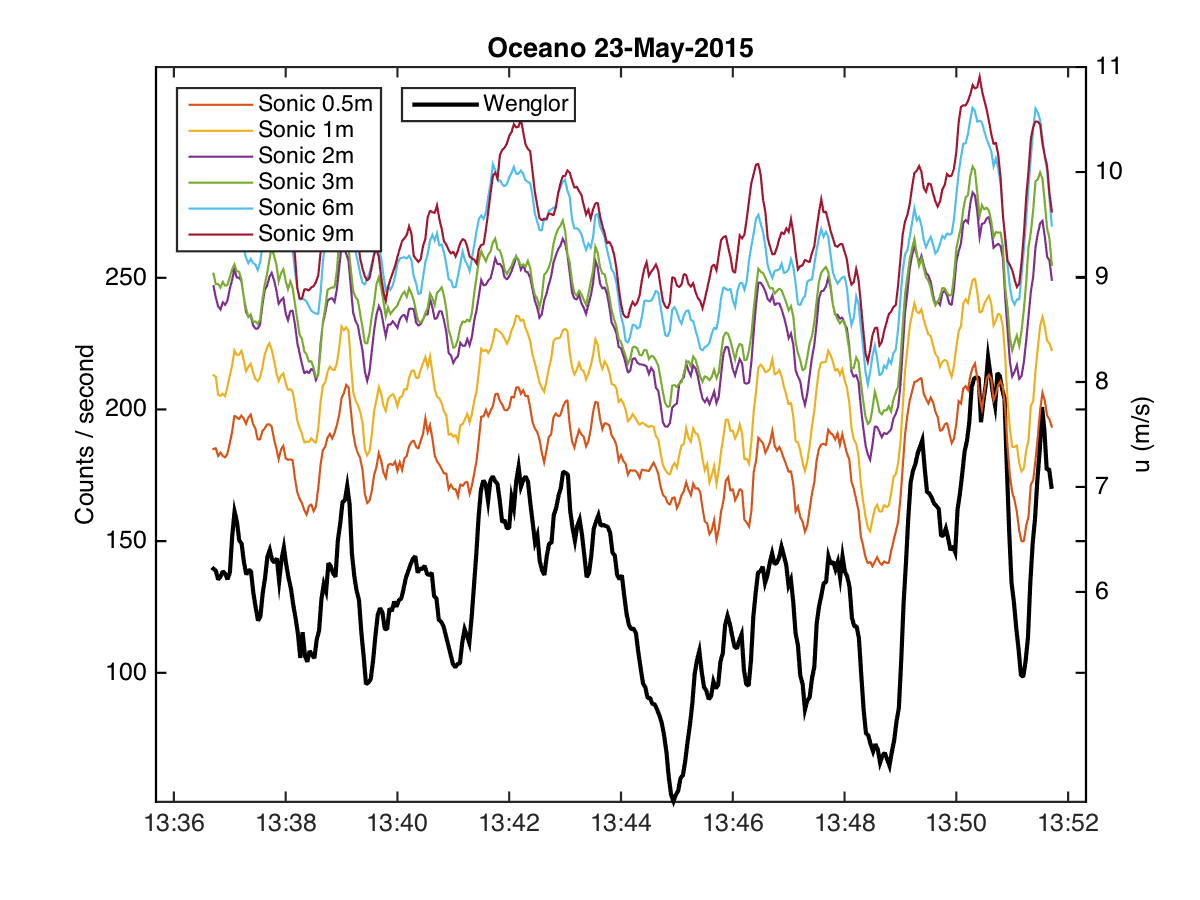 Oceano 23-May-2015
Sonic 0.5m
Sonic 1m
Sonic 2m
Sonic 3m
Sonic 6m
Sonic 9m
Wenglor
Counts / second
250
200
150
100
11
10
9
8
7
6
u (m/s)
13:36 13:38 13:40 13:42 13:44 13:46 13:48 13:50 13:52